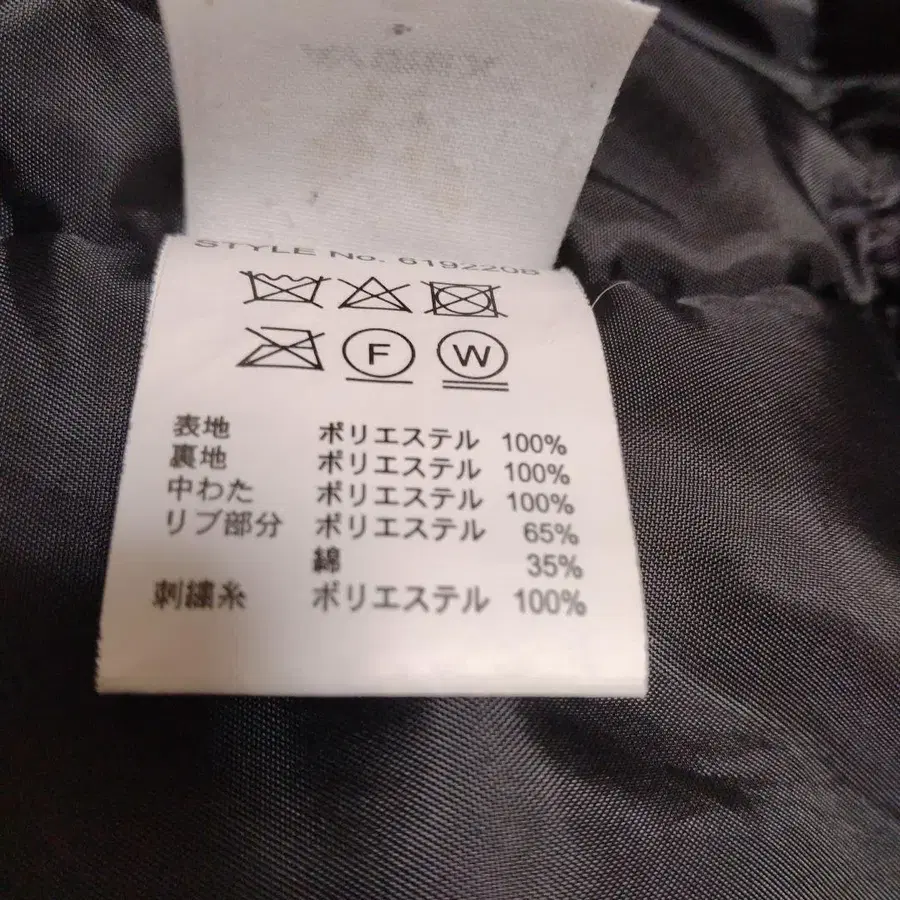 STYLE No. 6192208
F W
表地 ポリエステル 100%
裏地 ポリエステル 100%
中わた ポリエステル 100%
リブ部分 ポリエステル 65%
綿 35%
刺繍糸 ポリエステル 100%